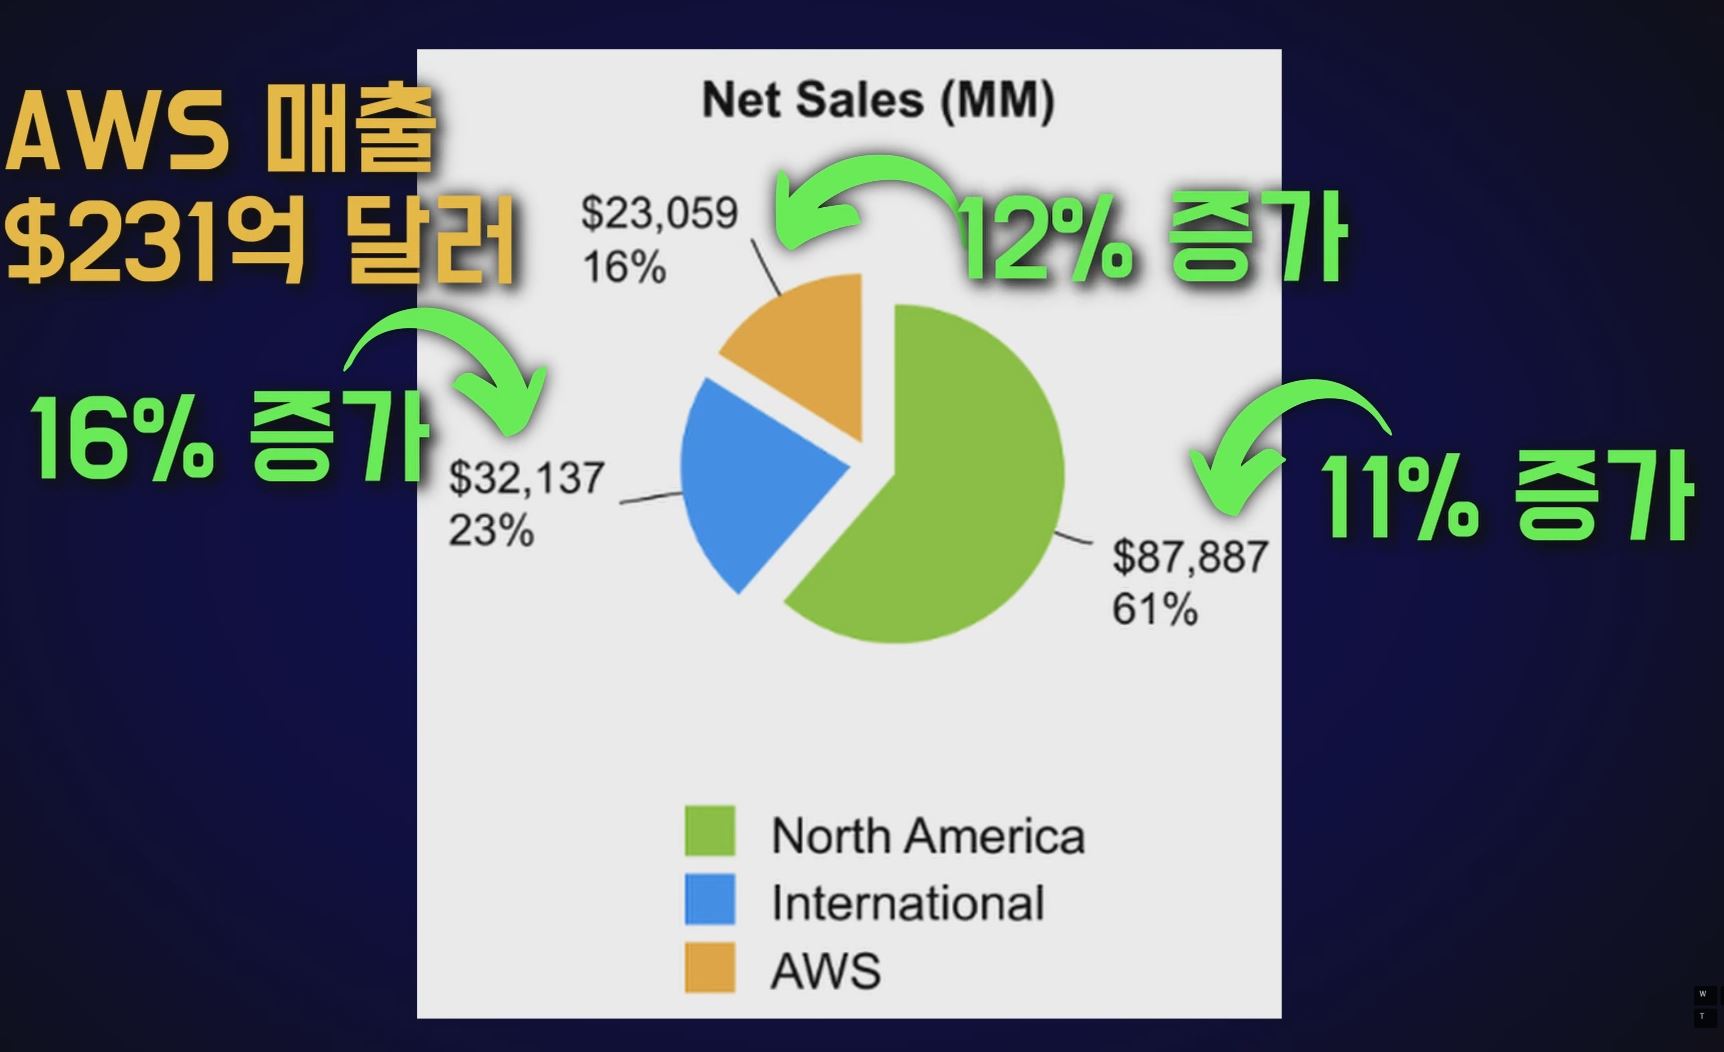 Net Sales (MM)
AWS 매출
$231억 달러
$23,059
16%
12% 증가
16% 증가
$32,137
23%
11% 증가
$87,887
61%
North America
International
AWS
W
T